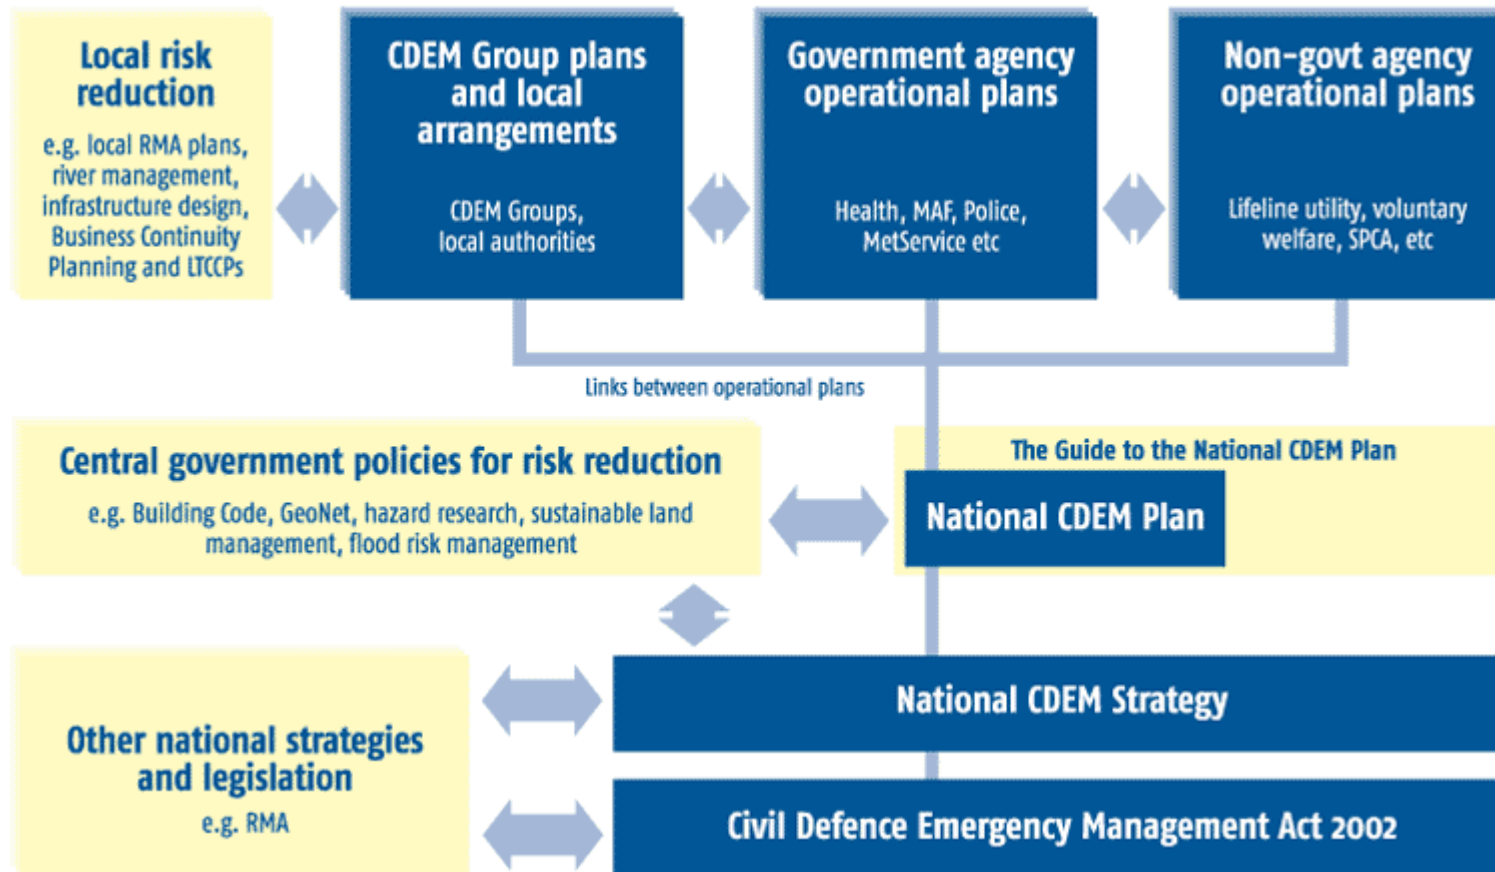 Local risk
reduction
e.g. local RMA plans,
river management,
infrastructure design,
Business Continuity
Planning and LTCCPs
CDEM Group plans
and local
arrangements
CDEM Groups,
local authorities
Government agency
operational plans
Health, MAF, Police,
MetService etc
Non-govt agency
operational plans
Lifeline utility, voluntary
welfare, SPCA, etc
Links between operational plans
Central government policies for risk reduction
e.g. Building Code, GeoNet, hazard research, sustainable land
management, flood risk management
The Guide to the National CDEM Plan
National CDEM Plan
National CDEM Strategy
Other national strategies
and legislation
e.g. RMA
Civil Defence Emergency Management Act 2002